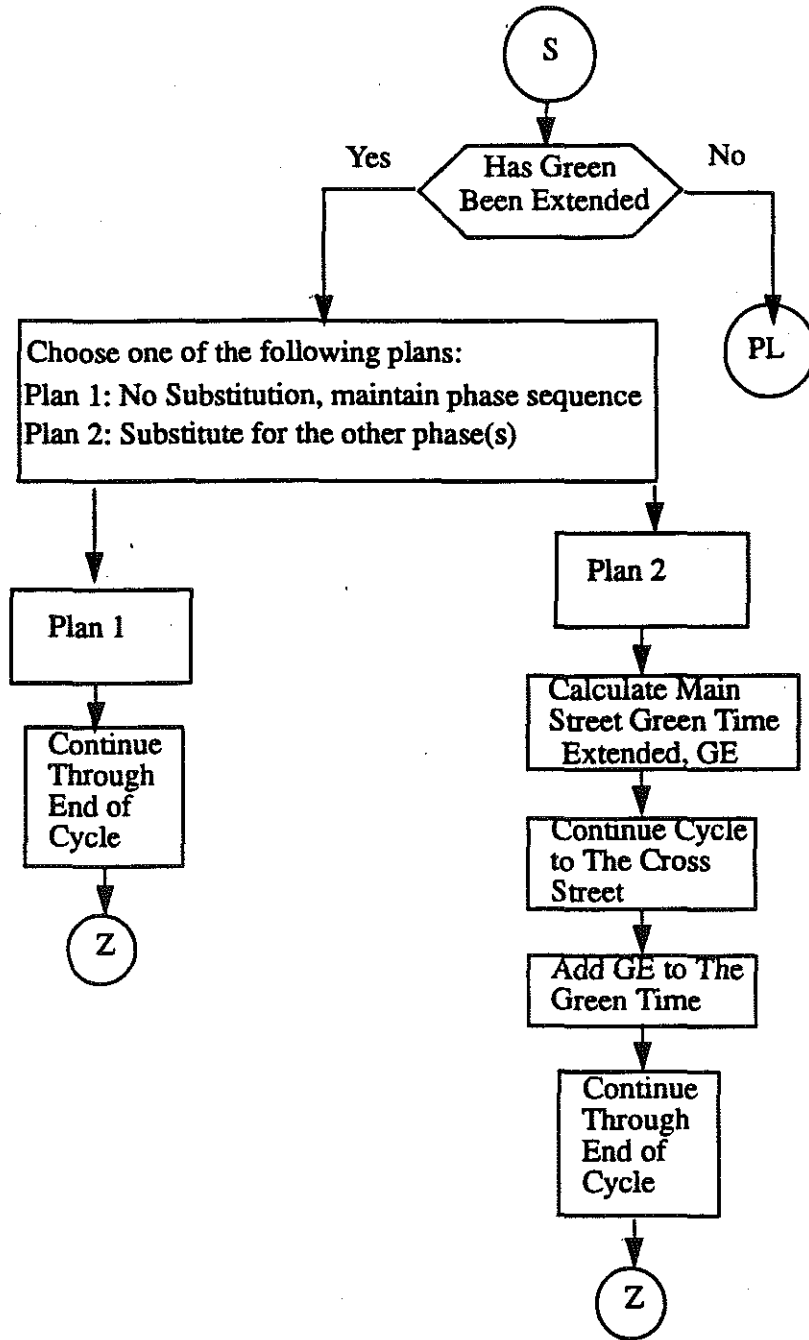 S
Yes
Has Green
Been Extended
No
PL
Choose one of the following plans:
Plan 1: No Substitution, maintain phase sequence
Plan 2: Substitute for the other phase(s)
Plan 1
Continue
Through
End of
Cycle
Z
Plan 2
Calculate Main
Street Green Time
Extended, GE
Continue Cycle
to The Cross
Street
Add GE to The
Green Time
Continue
Through
End of
Cycle
Z